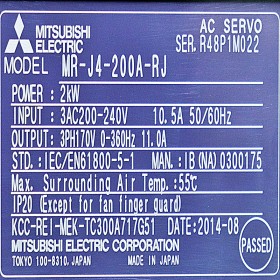 MITSUBISHI
ELECTRIC
AC SERVO
SER. R48P1M022
MODEL MR-J4-200A-RJ
POWER : 2kW
INPUT : 3AC200-240V 10.5A 50/60Hz
OUTPUT : 3PH170V 0-360Hz 11.0A
STD. : IEC/EN61800-5-1 MAN. : IB(NA)0300175
Max. Surrounding Air Temp. : 55℃
IP20 (Except for fan finger guard)
KCC-REI-MEK-TC300A717G51 DATE : 2014-08
MITSUBISHI ELECTRIC CORPORATION
TOKYO 100-8310, JAPAN MADE IN JAPAN
PASSED